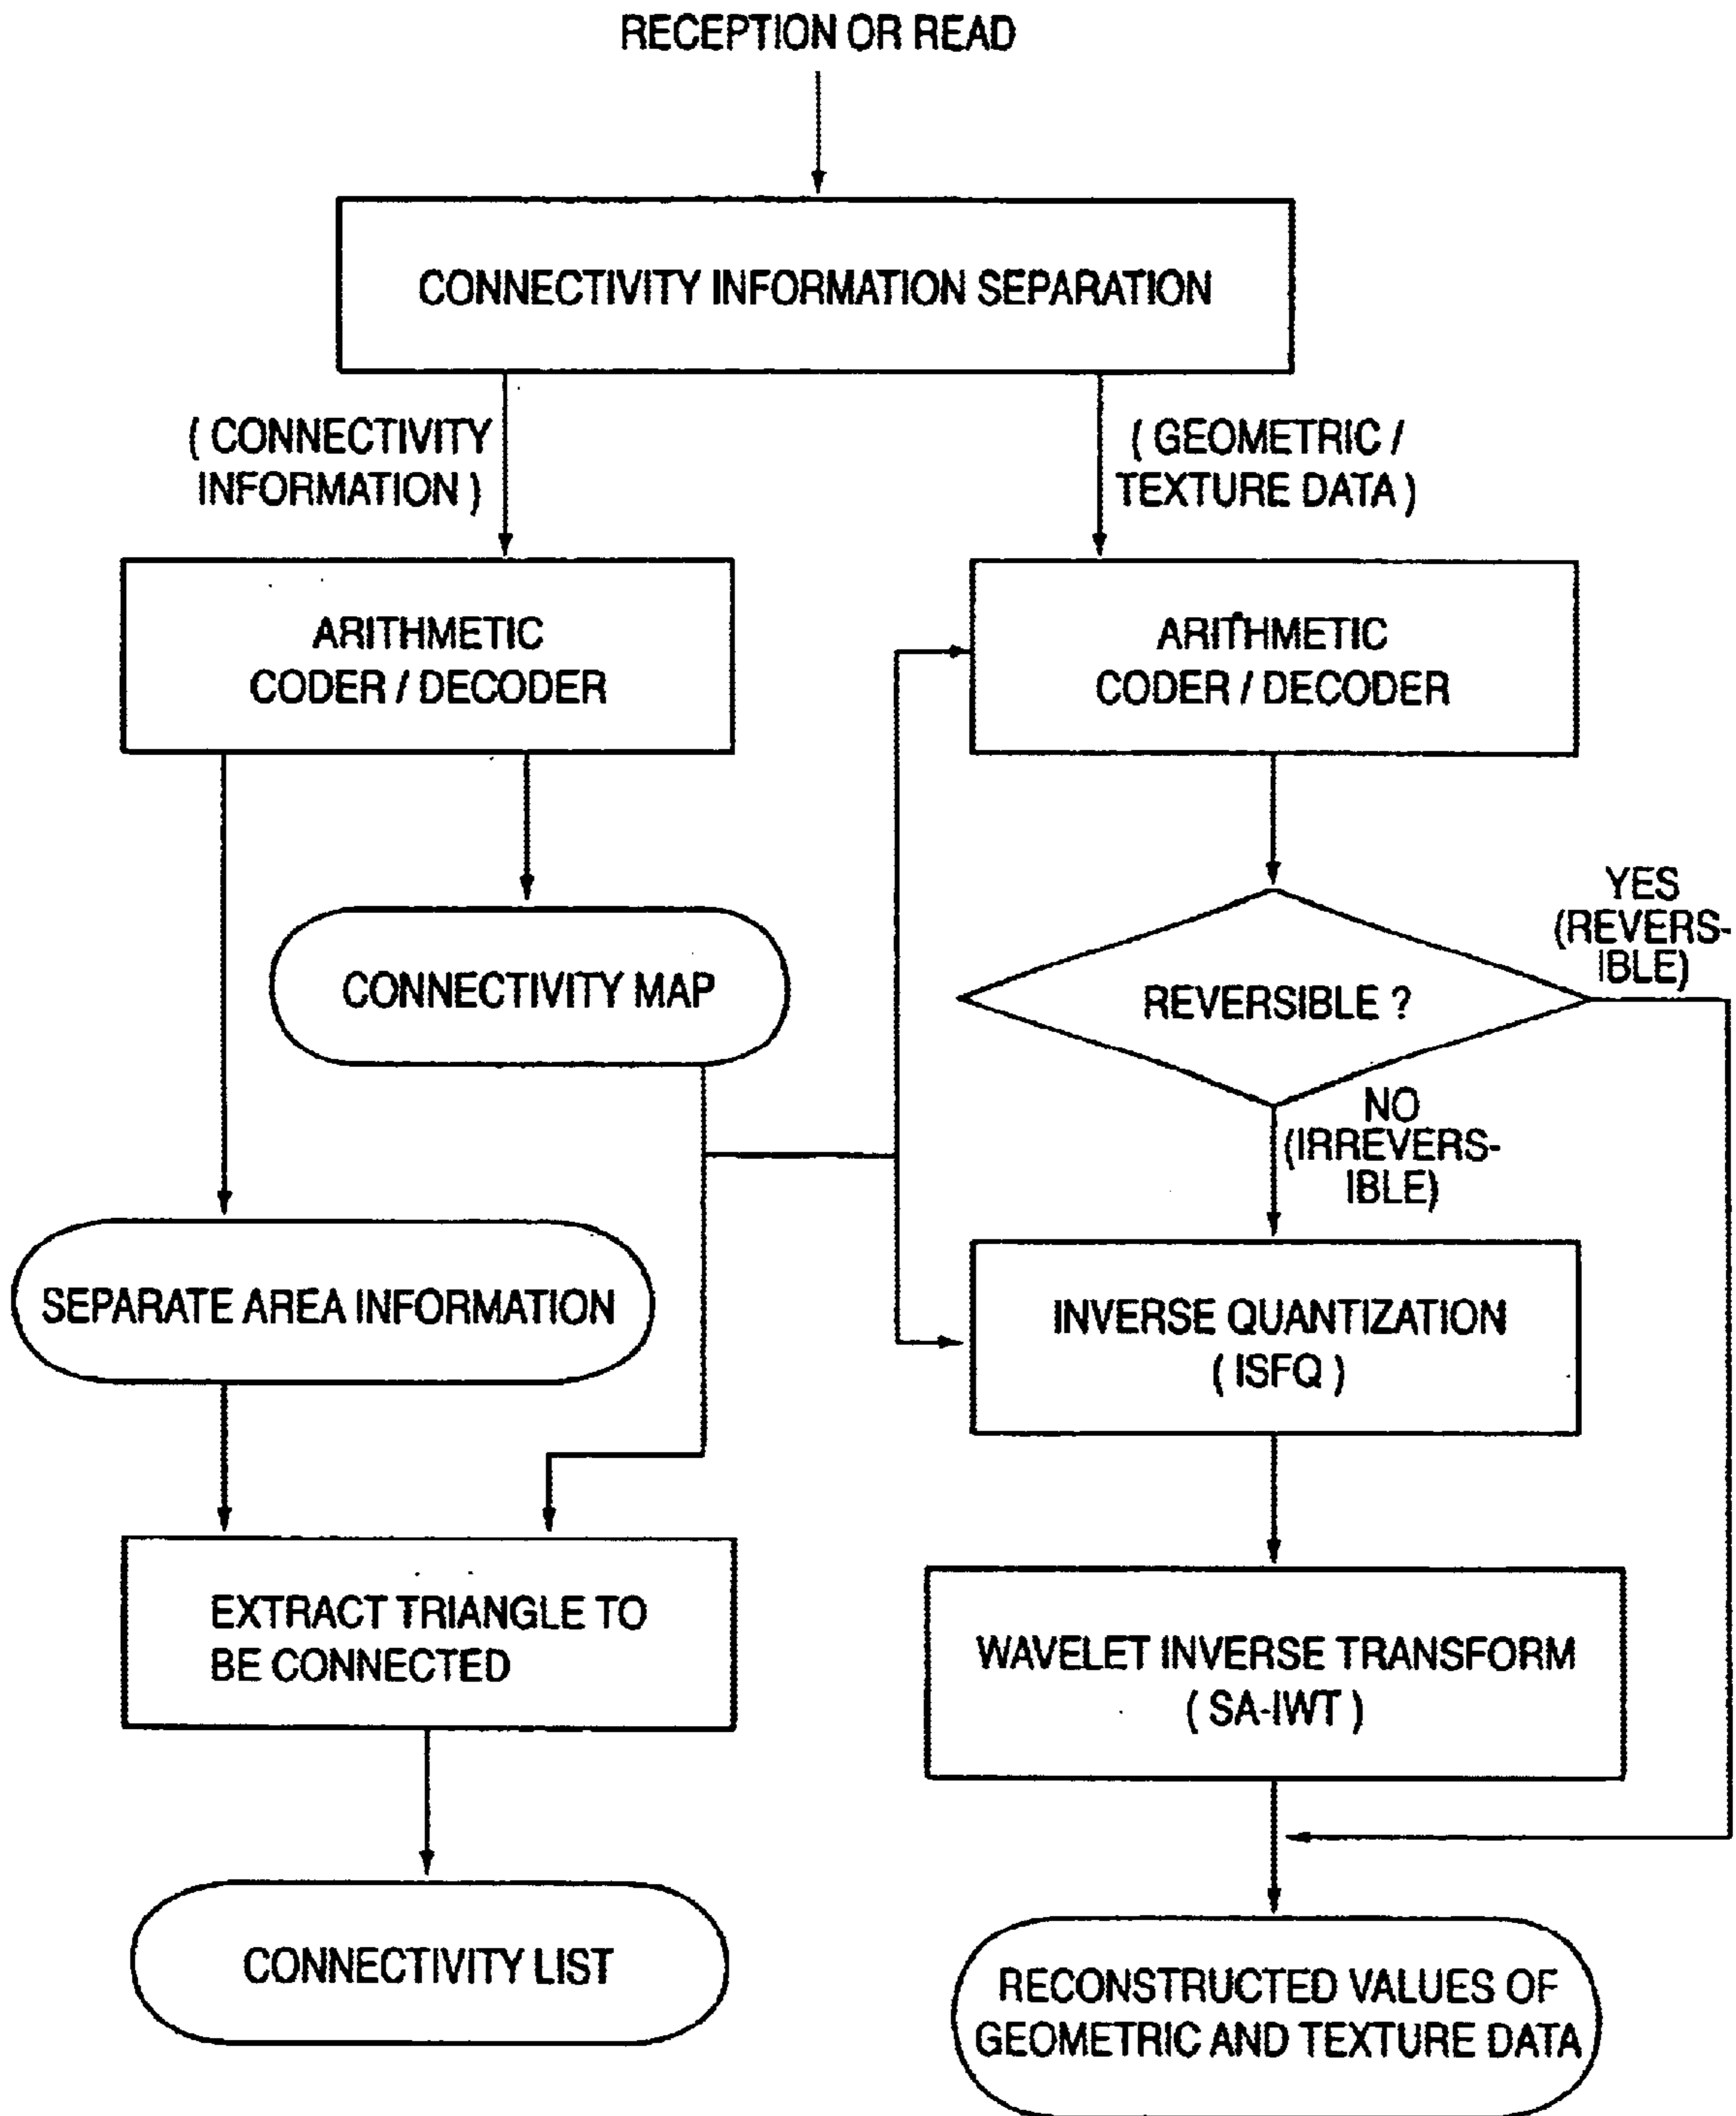 RECEPTION OR READ
CONNECTIVITY INFORMATION SEPARATION
( CONNECTIVITY
INFORMATION )
( GEOMETRIC /
TEXTURE DATA )
ARITHMETIC
CODER / DECODER
ARITHMETIC
CODER / DECODER
CONNECTIVITY MAP
REVERSIBLE ?
YES
(REVERS-
IBLE)
NO
(IRREVERS-
IBLE)
SEPARATE AREA INFORMATION
INVERSE QUANTIZATION
( ISFQ )
EXTRACT TRIANGLE TO
BE CONNECTED
WAVELET INVERSE TRANSFORM
( SA-IWT )
CONNECTIVITY LIST
RECONSTRUCTED VALUES OF
GEOMETRIC AND TEXTURE DATA